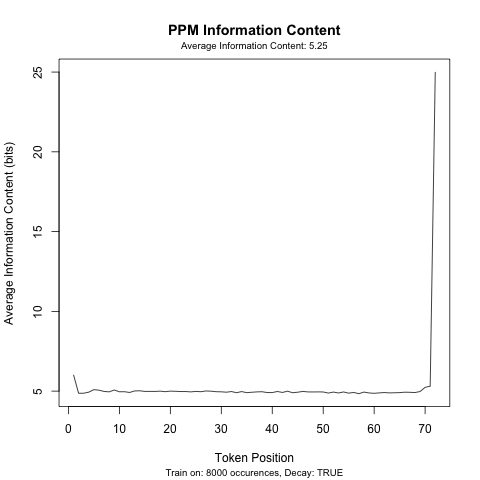 PPM Information Content
Average Information Content: 5.25
Average Information Content (bits)
25
20
15
10
5
0 10 20 30 40 50 60 70
Token Position
Train on: 8000 occurences, Decay: TRUE